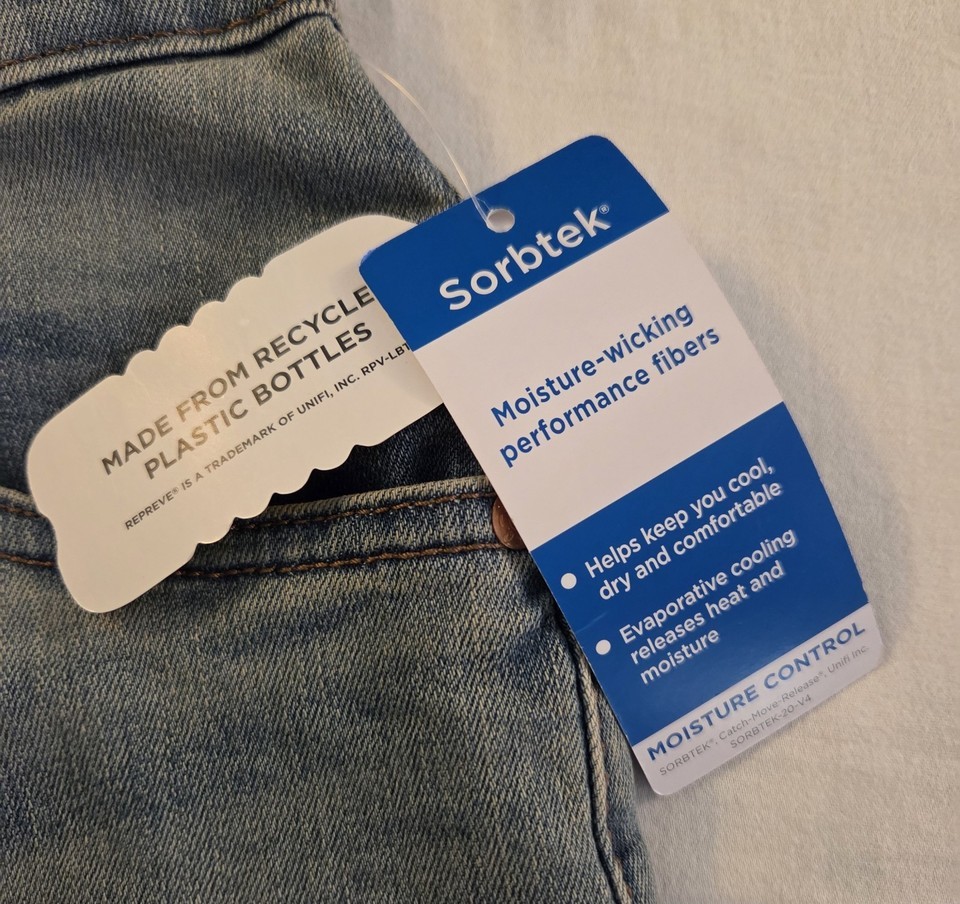 MADE FROM RECYCLE
PLASTIC BOTTLES
REPREVE® IS A TRADEMARK OF UNIFI, INC. RPV-LBT
Sorbtek®
Moisture-wicking
performance fibers
• Helps keep you cool,
dry and comfortable
• Evaporative cooling
releases heat and
moisture
MOISTURE CONTROL
SORBTEK®, Catch-Move-Release®, Unifi Inc.
SORBTEK-20-V4